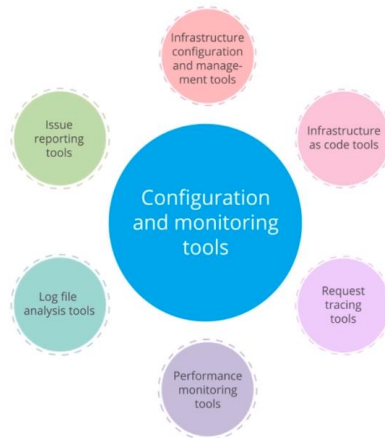 Infrastructure
configuration
and manage-
ment tools
Issue
reporting
tools
Infrastructure
as code tools
Configuration
and monitoring
tools
Log file
analysis tools
Request
tracing
tools
Performance
monitoring
tools